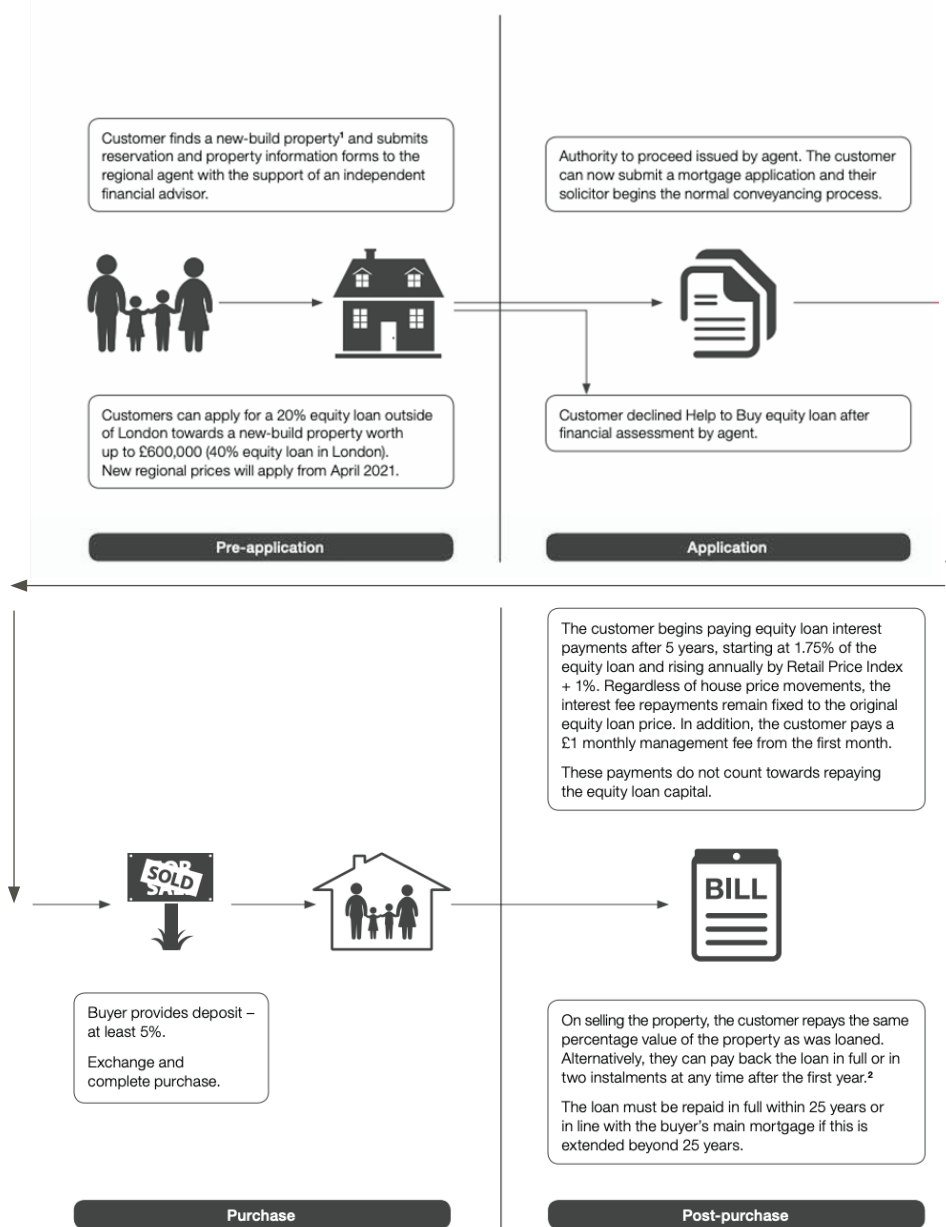 Customer finds a new-build property¹ and submits
reservation and property information forms to the
regional agent with the support of an independent
financial advisor.
Customers can apply for a 20% equity loan outside
of London towards a new-build property worth
up to £600,000 (40% equity loan in London).
New regional prices will apply from April 2021.
Pre-application
Authority to proceed issued by agent. The customer
can now submit a mortgage application and their
solicitor begins the normal conveyancing process.
Customer declined Help to Buy equity loan after
financial assessment by agent.
Application
FOR
SOLD
SALE
Buyer provides deposit –
at least 5%.
Exchange and
complete purchase.
Purchase
The customer begins paying equity loan interest
payments after 5 years, starting at 1.75% of the
equity loan and rising annually by Retail Price Index
+ 1%. Regardless of house price movements, the
interest fee repayments remain fixed to the original
equity loan price. In addition, the customer pays a
£1 monthly management fee from the first month.
These payments do not count towards repaying
the equity loan capital.
BILL
On selling the property, the customer repays the same
percentage value of the property as was loaned.
Alternatively, they can pay back the loan in full or in
two instalments at any time after the first year.²
The loan must be repaid in full within 25 years or
in line with the buyer's main mortgage if this is
extended beyond 25 years.
Post-purchase